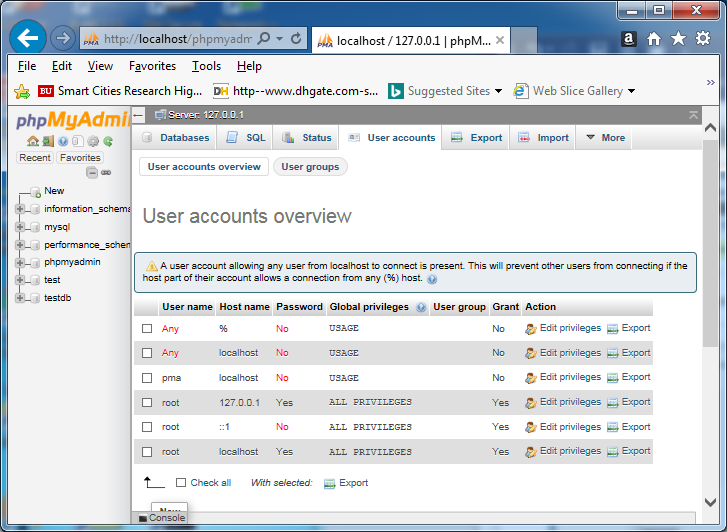 http://localhost/phpmyadm
localhost / 127.0.0.1 | phpM...
File Edit View Favorites Tools Help
BU Smart Cities Research Hig... DH http--www.dhgate.com-s... Suggested Sites Web Slice Gallery
phpMyAdmin
Recent Favorites
New
information_schema
mysql
performance_schem
phpmyadmin
test
testdb
Server: 127.0.0.1
Databases SQL Status User accounts Export Import More
User accounts overview User groups
User accounts overview
A user account allowing any user from localhost to connect is present. This will prevent other users from connecting if the
host part of their account allows a connection from any (%) host.
User name Host name Password Global privileges User group Grant Action
Any % No USAGE No Edit privileges Export
Any localhost No USAGE No Edit privileges Export
pma localhost No USAGE No Edit privileges Export
root 127.0.0.1 Yes ALL PRIVILEGES Yes Edit privileges Export
root ::1 No ALL PRIVILEGES Yes Edit privileges Export
root localhost Yes ALL PRIVILEGES Yes Edit privileges Export
Check all With selected: Export
New
Console